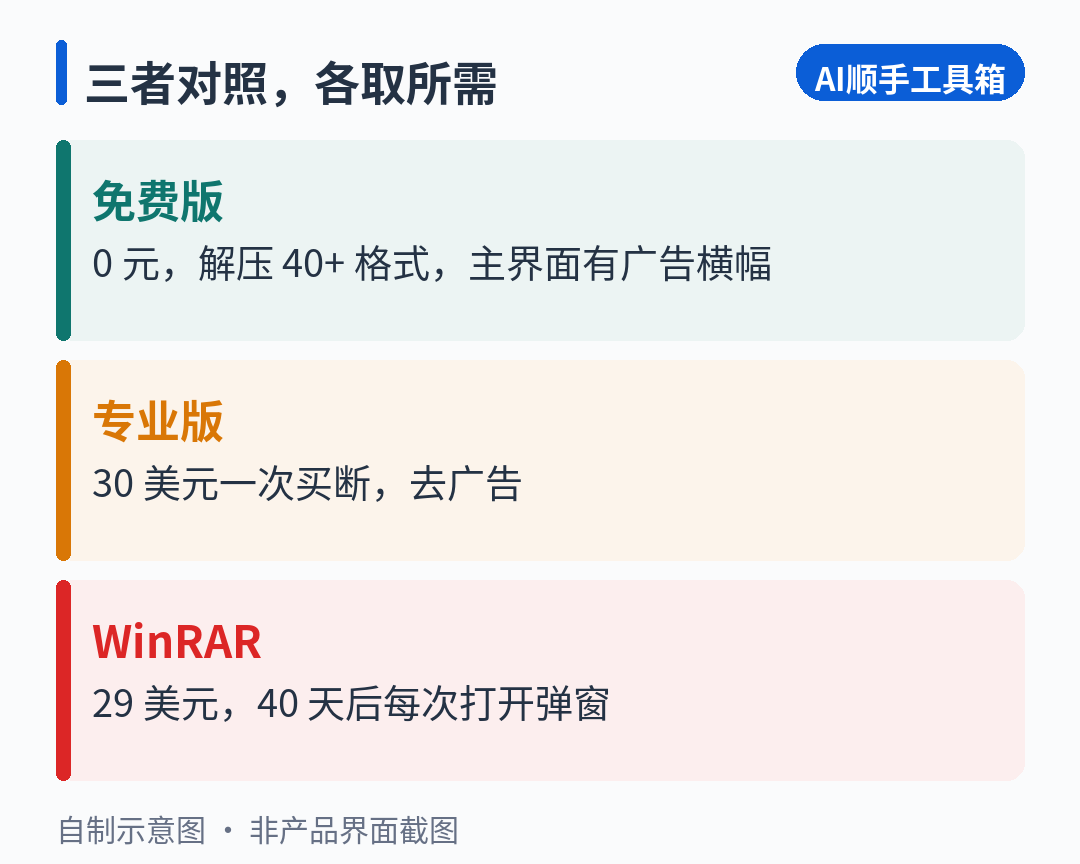 三者对照，各取所需
AI顺手工具箱
免费版
0 元，解压 40+ 格式，主界面有广告横幅
专业版
30 美元一次买断，去广告
WinRAR
29 美元，40 天后每次打开弹窗
自制示意图 · 非产品界面截图